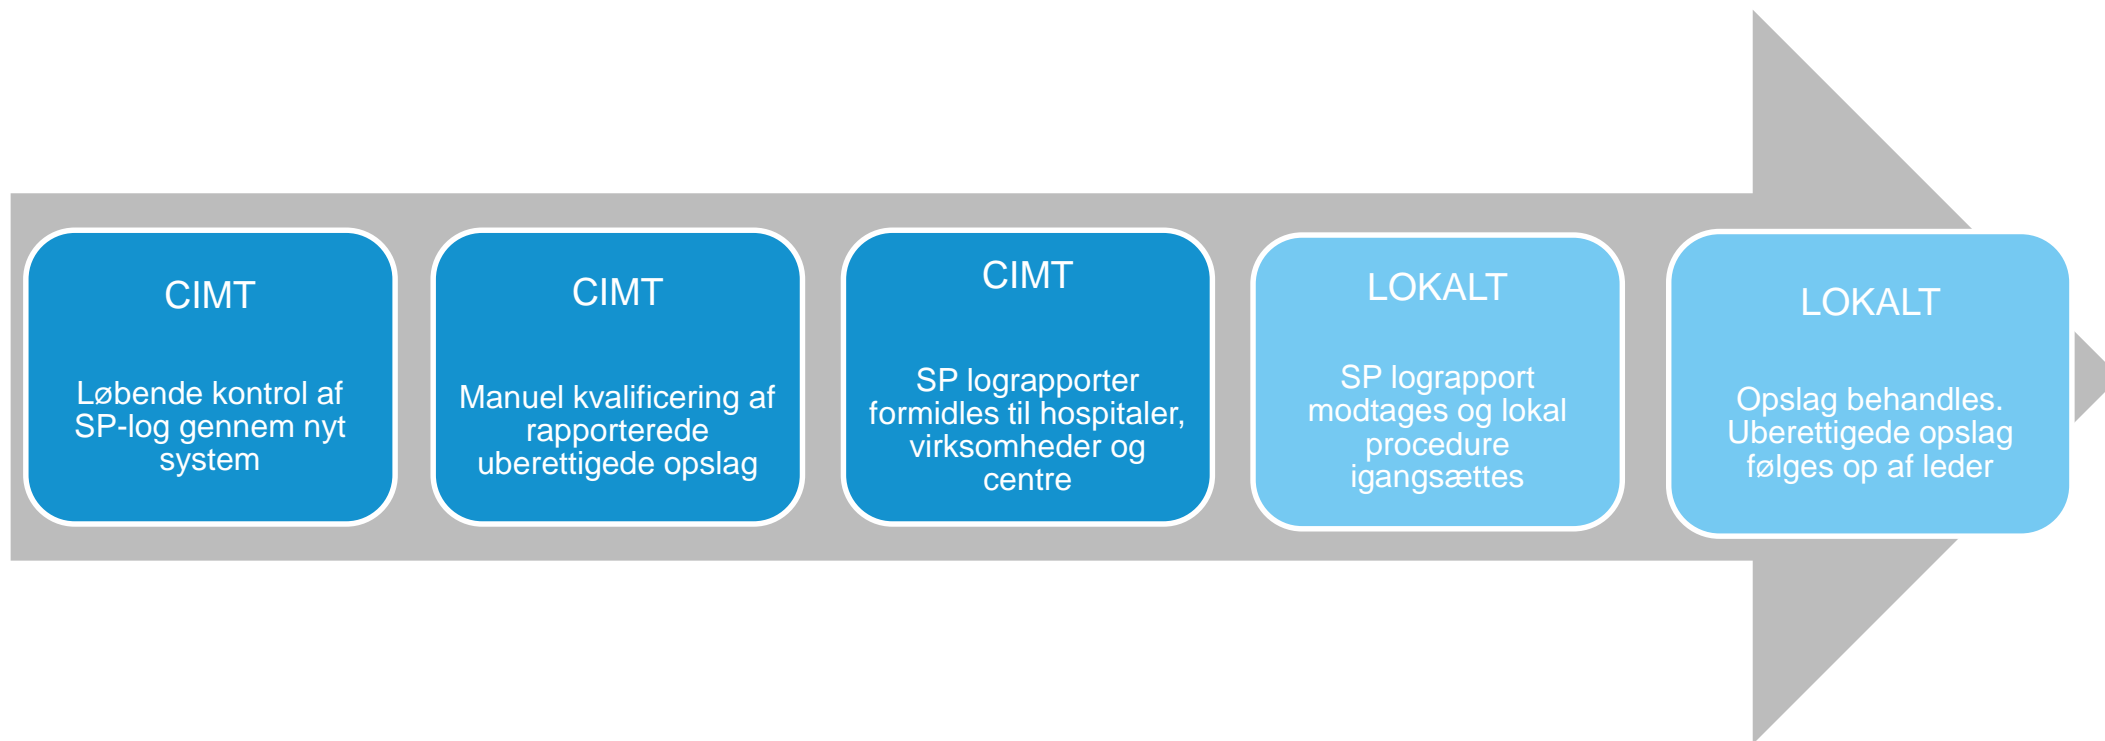 CIMT
Løbende kontrol af
SP-log gennem nyt
system
CIMT
Manuel kvalificering af
rapporterede
uberettigede opslag
CIMT
SP lograpporter
formidles til hospitaler,
virksomheder og
centre
LOKALT
SP lograpport
modtages og lokal
procedure
igangsættes
LOKALT
Opslag behandles.
Uberettigede opslag
følges op af leder